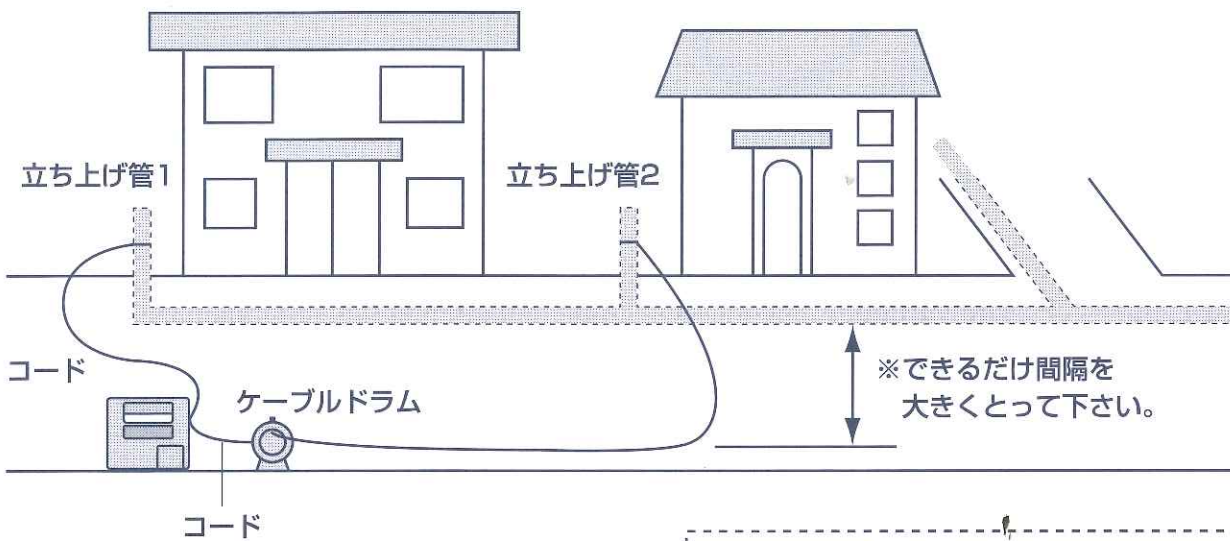 立ち上げ管1
立ち上げ管2
コード
ケーブルドラム
※できるだけ間隔を
大きくとって下さい。
コード